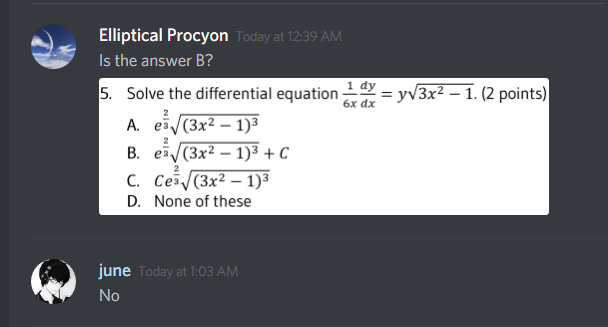 Elliptical Procyon Today at 12:39 AM
Is the answer B?
5. Solve the differential equation \frac{1}{6x}\frac{dy}{dx} = y√(3x² − 1). (2 points)
A. e^{2/3}√((3x² − 1)³)
B. e^{2/3}√((3x² − 1)³) + C
C. Ce^{2/3}√((3x² − 1)³)
D. None of these
june Today at 1:03 AM
No